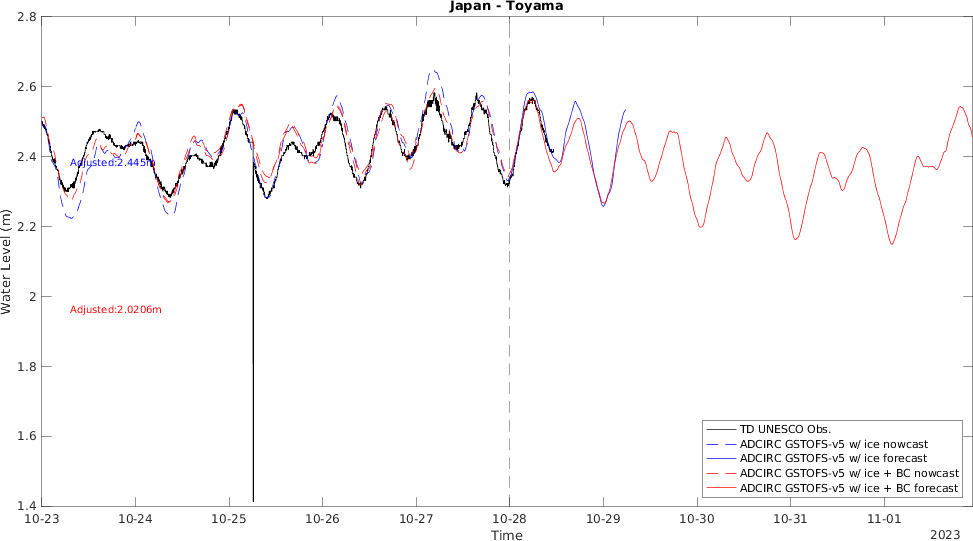 Japan - Toyama
2.8
2.6
2.4
2.2
2
1.8
1.6
1.4
Water Level (m)
Adjusted:2.445m
Adjusted:2.0206m
TD UNESCO Obs.
ADCIRC GSTOFS-v5 w/ ice nowcast
ADCIRC GSTOFS-v5 w/ ice forecast
ADCIRC GSTOFS-v5 w/ ice + BC nowcast
ADCIRC GSTOFS-v5 w/ ice + BC forecast
10-23 10-24 10-25 10-26 10-27 10-28 10-29 10-30 10-31 11-01
Time
2023